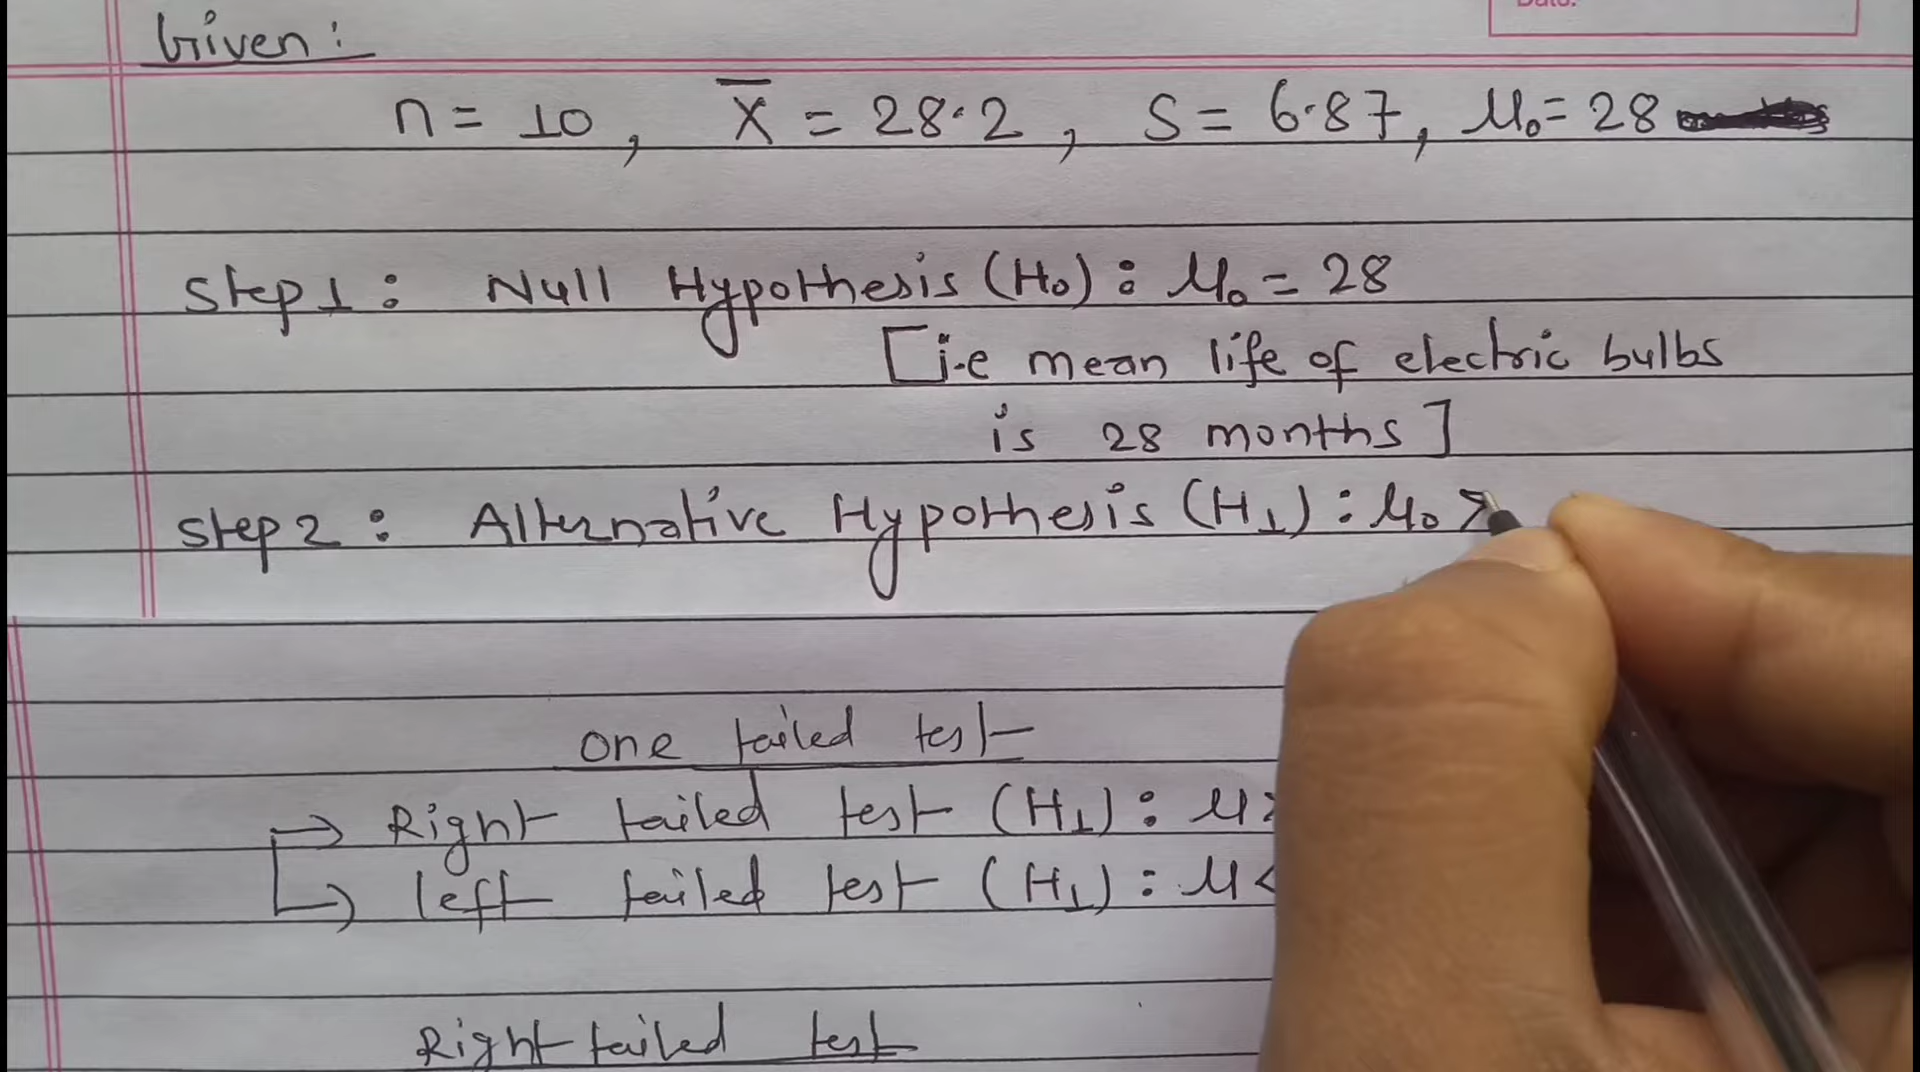 Given:
n = 10, X̅ = 28.2, S = 6.87, μ₀ = 28
Step 1: Null Hypothesis (H₀): μ₀ = 28
[i.e mean life of electric bulbs
is 28 months]
Step 2: Alternative Hypothesis (H₁): μ₀ >
One tailed test
→ Right tailed test (H₁): μ >
→ left tailed test (H₁): μ <
Right tailed test